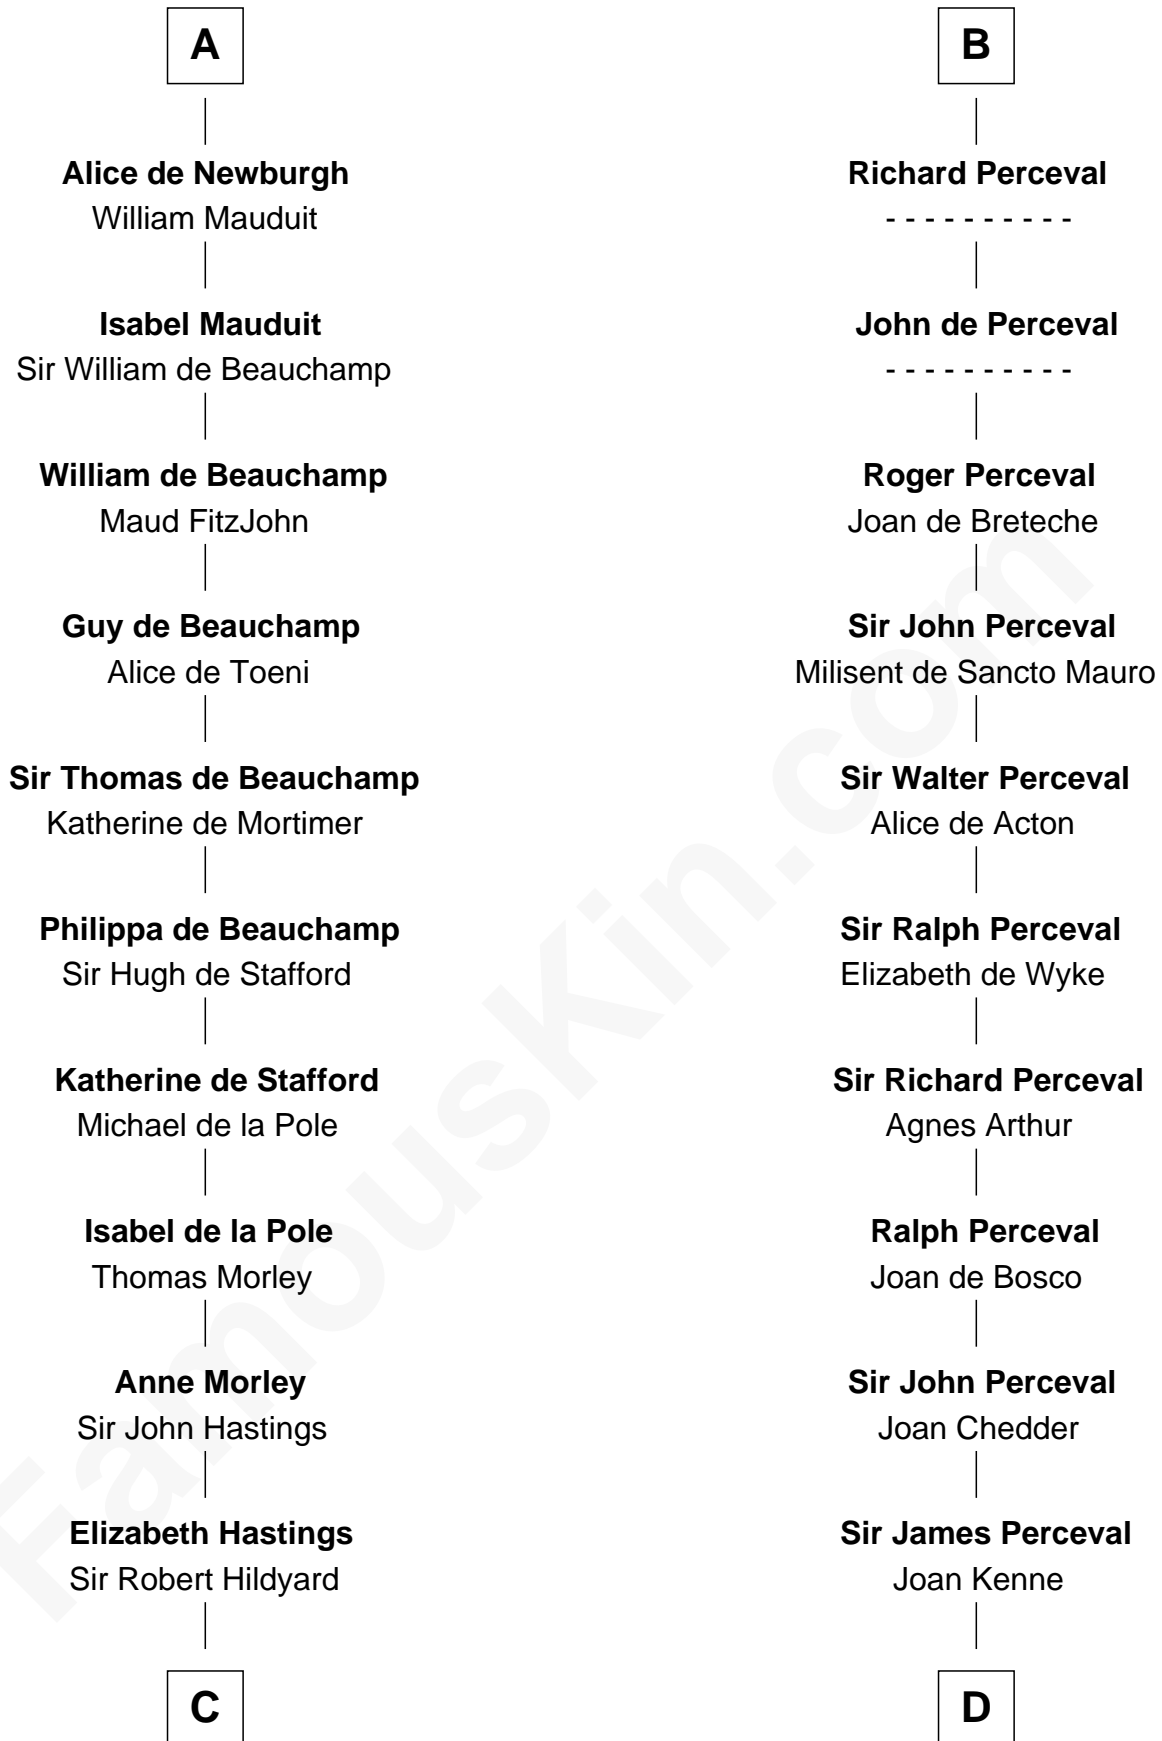 A
Alice de Newburgh
William Mauduit
Isabel Mauduit
Sir William de Beauchamp
William de Beauchamp
Maud FitzJohn
Guy de Beauchamp
Alice de Toeni
Sir Thomas de Beauchamp
Katherine de Mortimer
Philippa de Beauchamp
Sir Hugh de Stafford
Katherine de Stafford
Michael de la Pole
Isabel de la Pole
Thomas Morley
Anne Morley
Sir John Hastings
Elizabeth Hastings
Sir Robert Hildyard
C
B
Richard Perceval
- - - - - - - - - -
John de Perceval
- - - - - - - - - -
Roger Perceval
Joan de Breteche
Sir John Perceval
Milisent de Sancto Mauro
Sir Walter Perceval
Alice de Acton
Sir Ralph Perceval
Elizabeth de Wyke
Sir Richard Perceval
Agnes Arthur
Ralph Perceval
Joan de Bosco
Sir John Perceval
Joan Chedder
Sir James Perceval
Joan Kenne
D
FamousKin.com